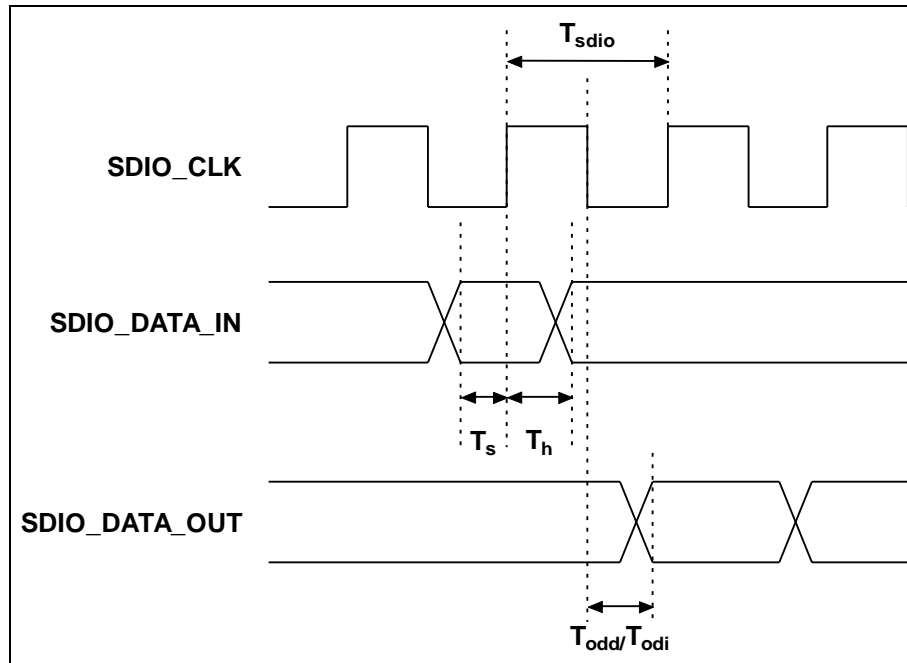 Tsdio
SDIO_CLK
SDIO_DATA_IN
Ts
Th
SDIO_DATA_OUT
Todd/Todi